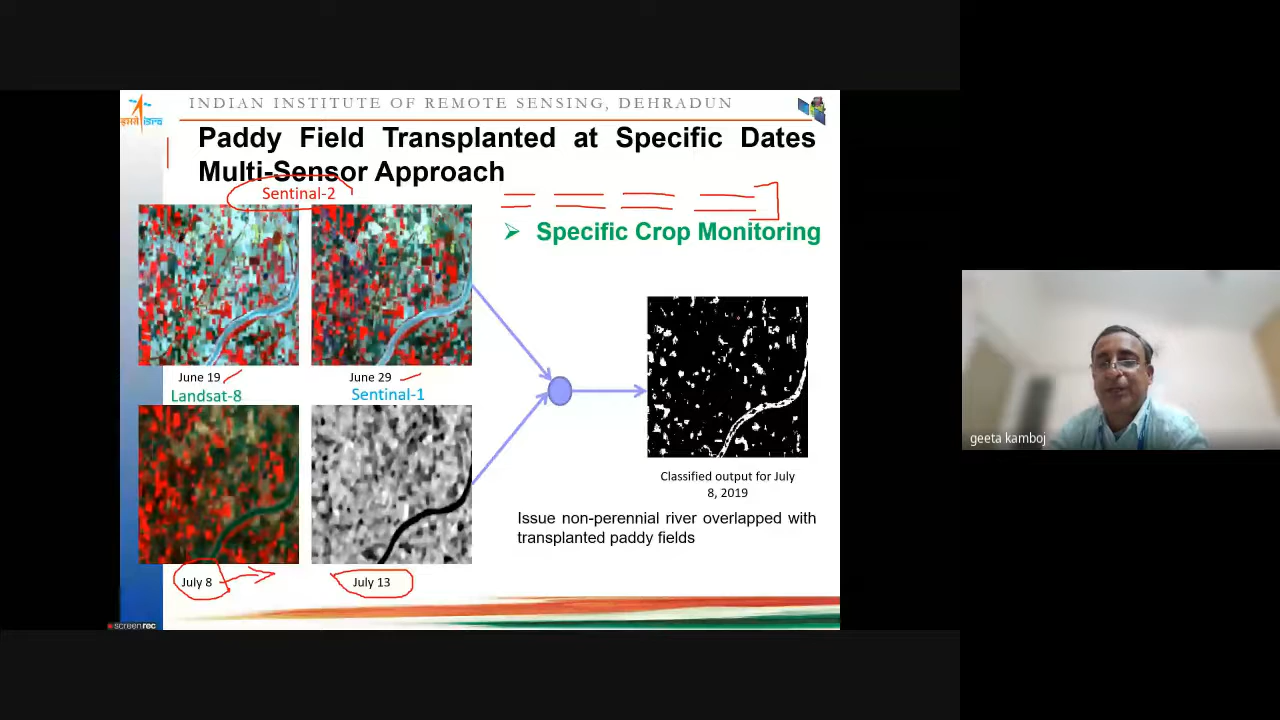 INDIAN INSTITUTE OF REMOTE SENSING, DEHRADUN
इसरो isro
Paddy Field Transplanted at Specific Dates
Multi-Sensor Approach
Sentinal-2
Specific Crop Monitoring
June 19
June 29
Landsat-8
Sentinal-1
Classified output for July
8, 2019
Issue non-perennial river overlapped with
transplanted paddy fields
July 8
July 13
screenrec
geeta kamboj